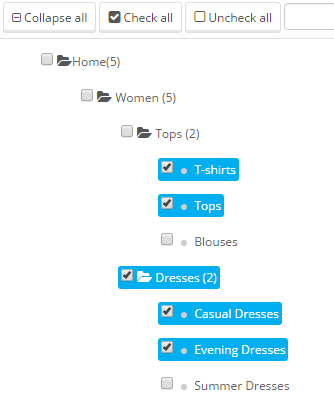 Collapse all Check all Uncheck all
Home(5)
Women (5)
Tops (2)
T-shirts
Tops
Blouses
Dresses (2)
Casual Dresses
Evening Dresses
Summer Dresses